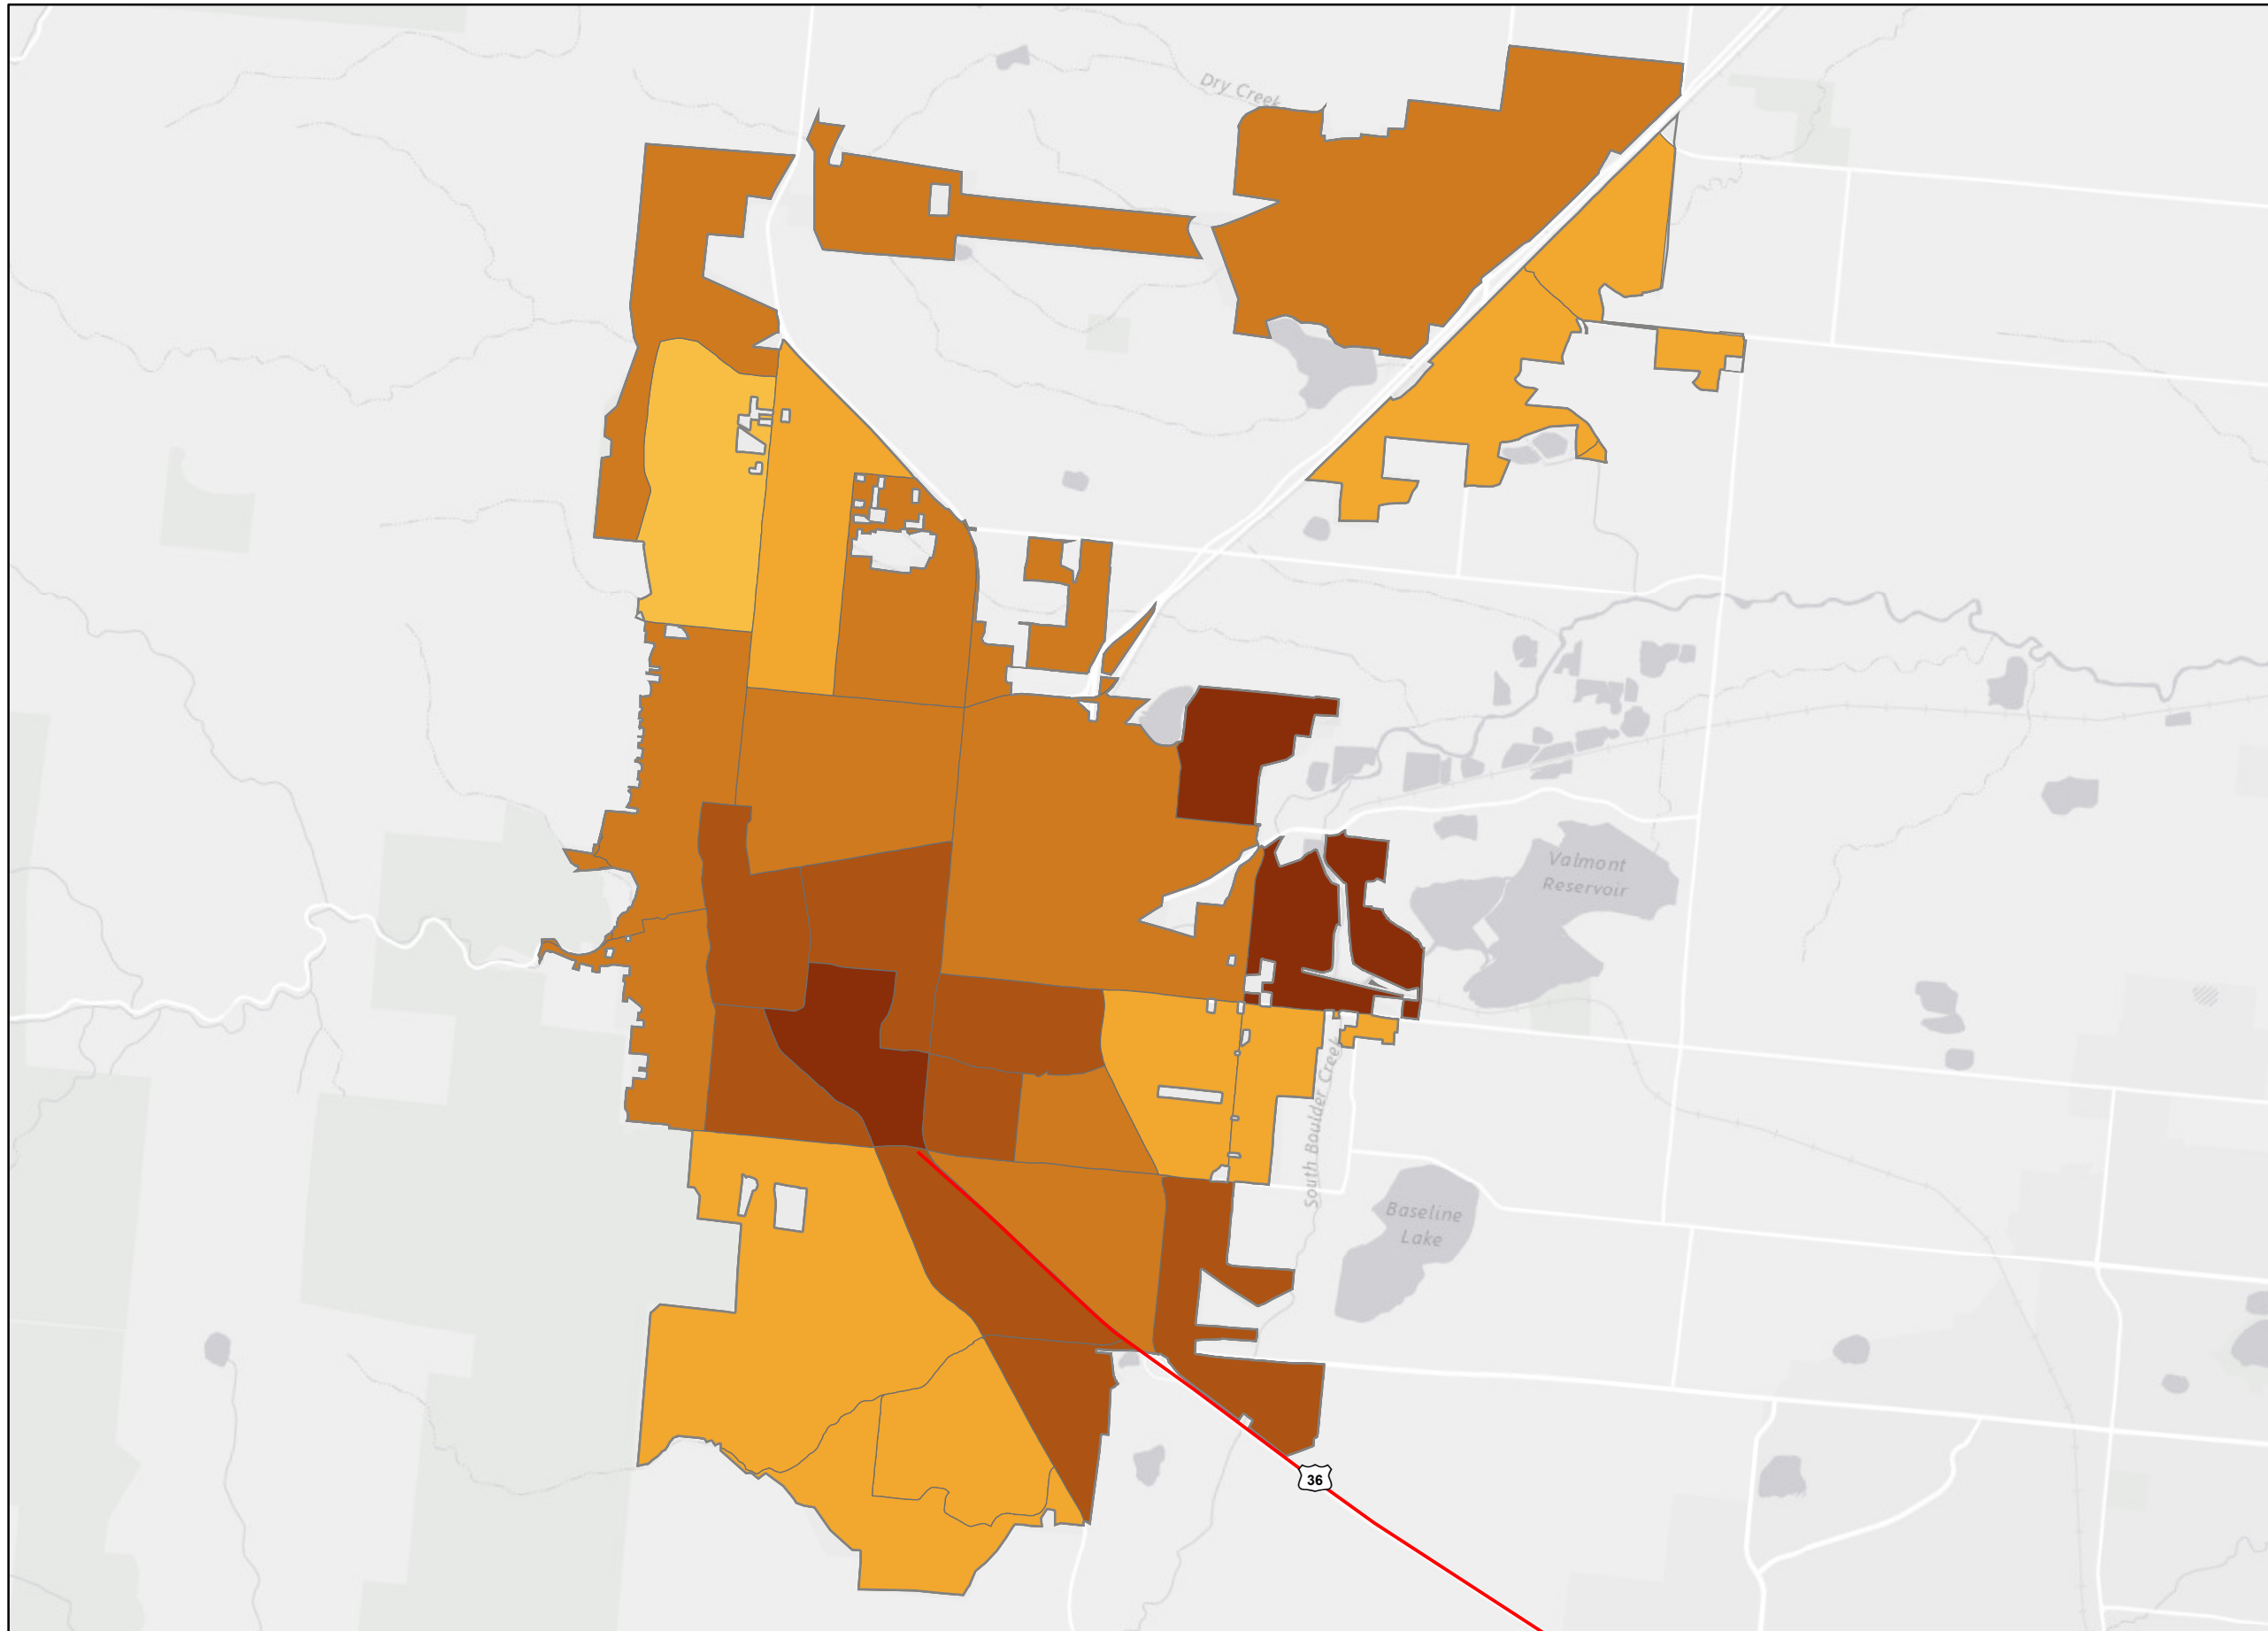 Dry Creek
Valmont
Reservoir
South Boulder Creek
Baseline
Lake
36